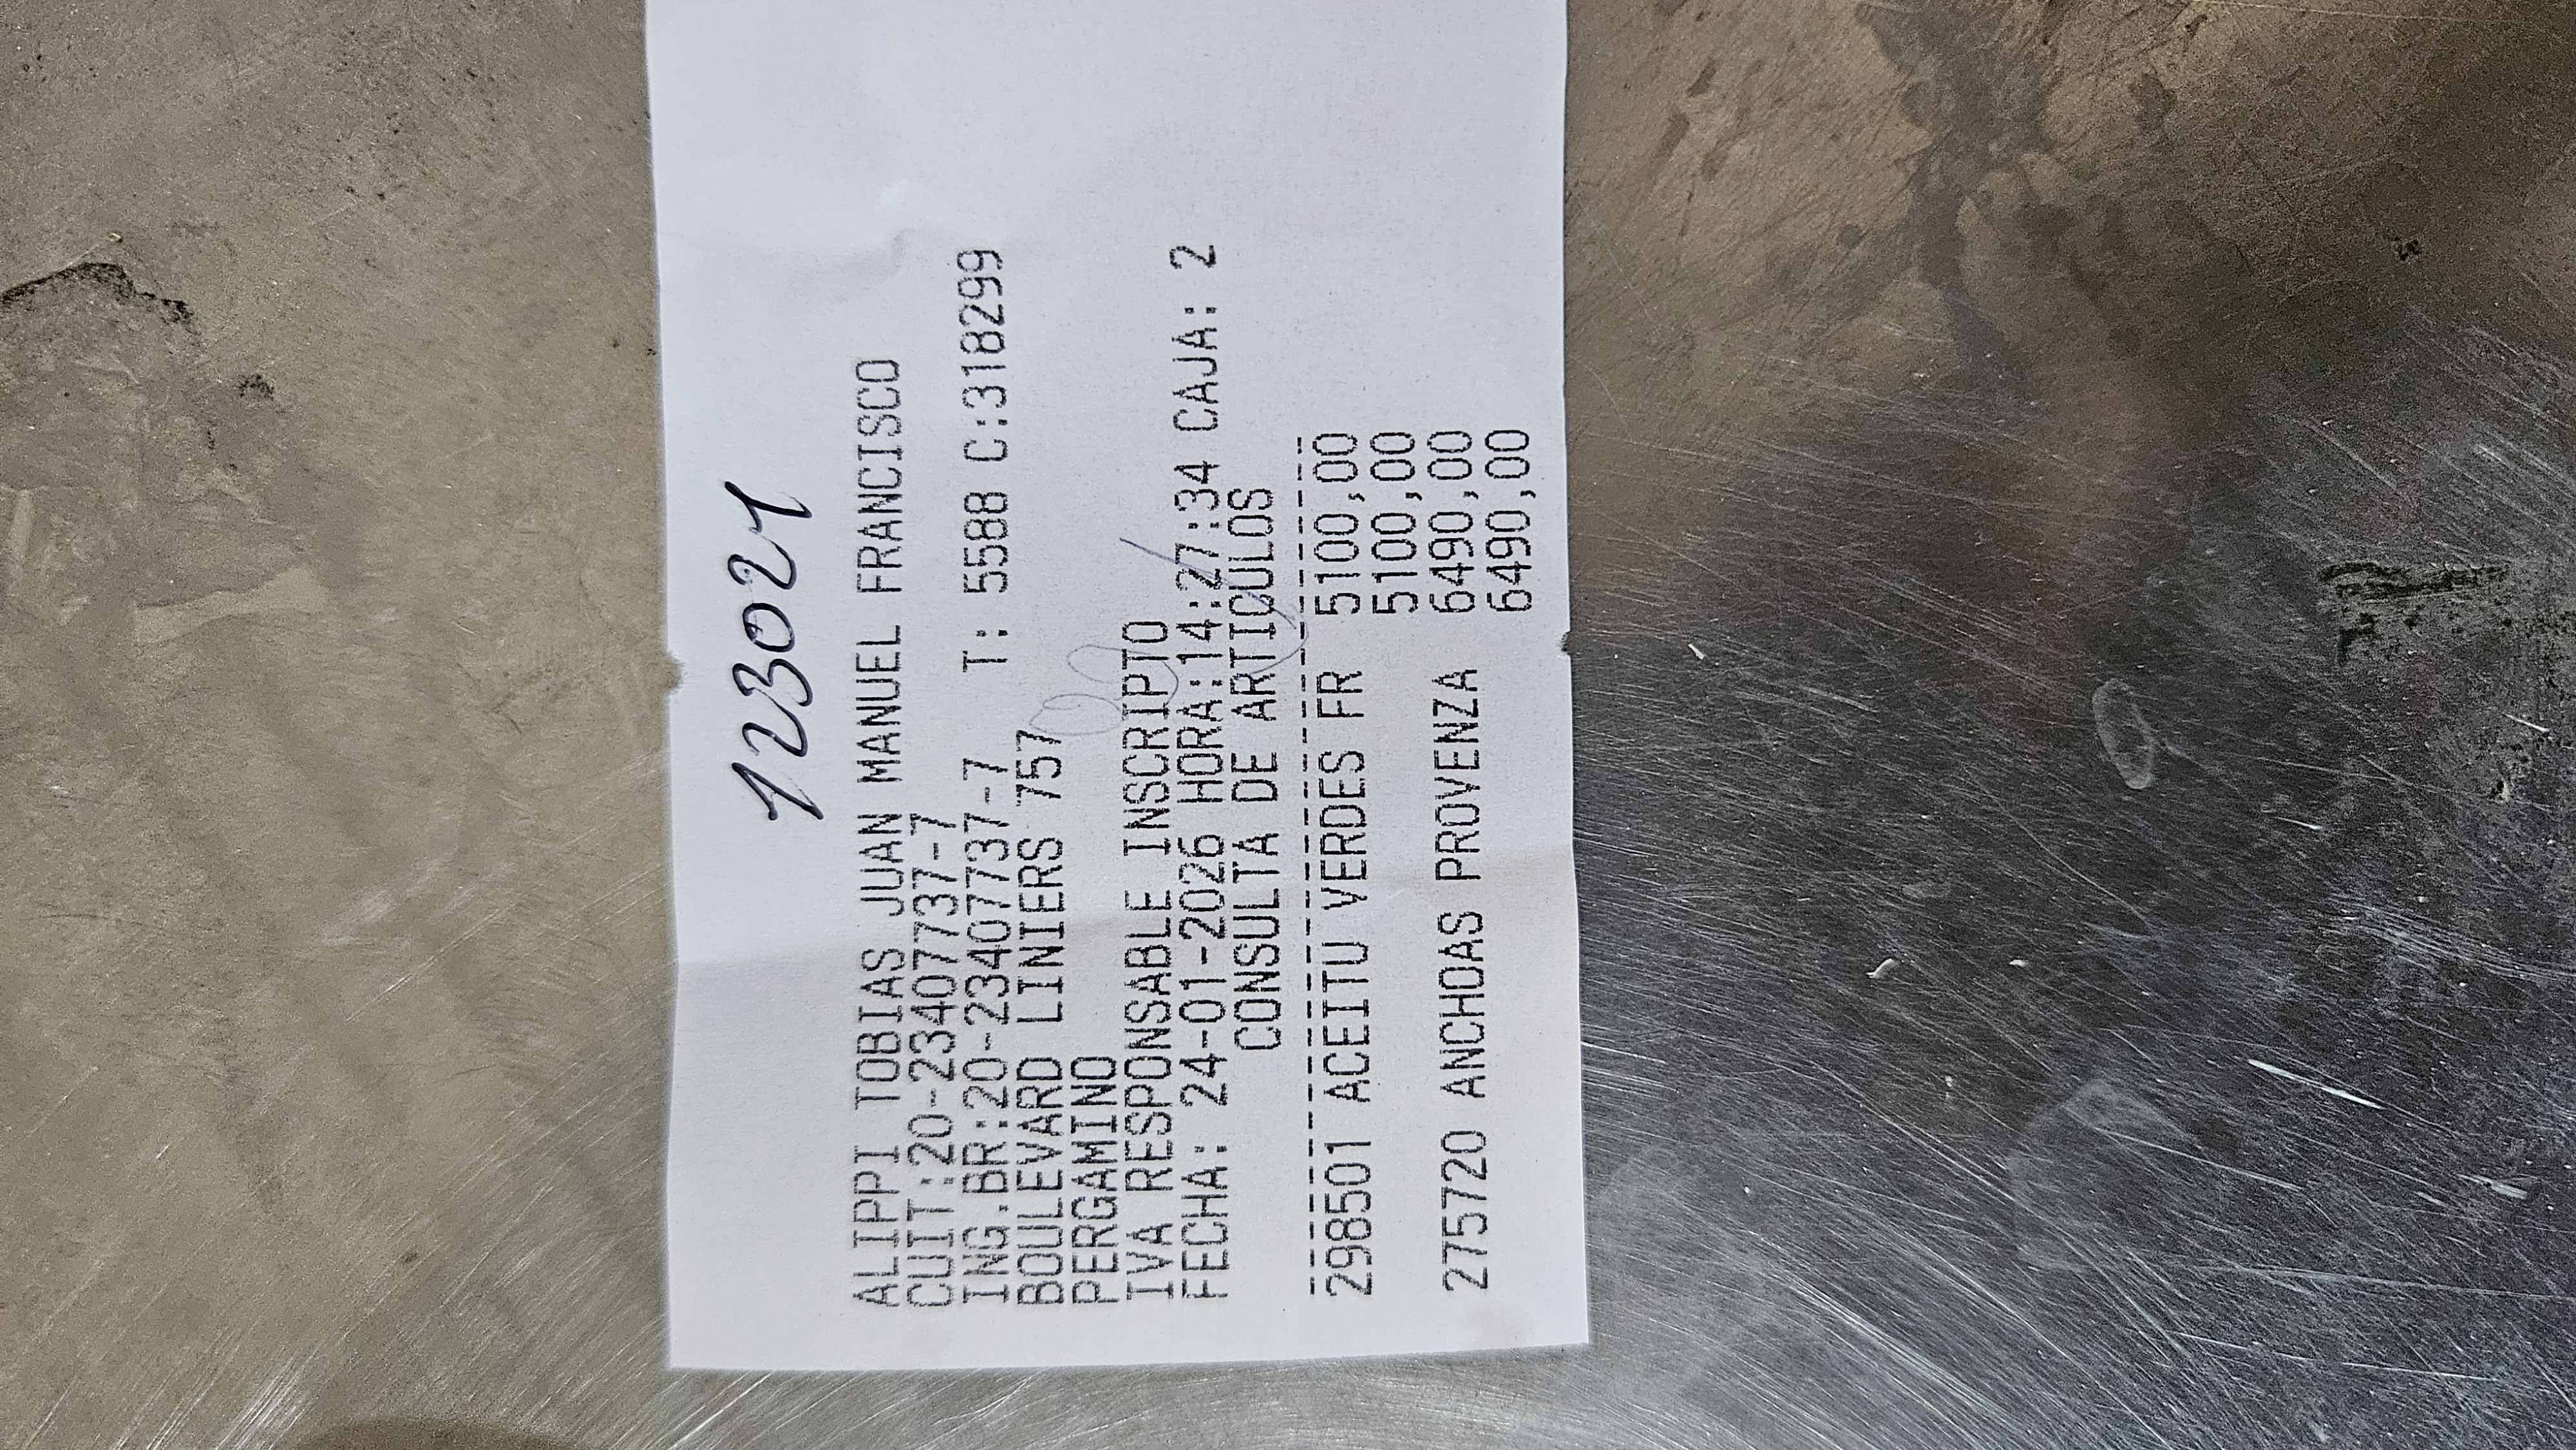 123021
ALIPPI TOBIAS JUAN MANUEL FRANCISCO
CUIT:20-23407737-7
ING.BR:20-23407737-7 T: 5588 C:318299
BOULEVARD LINIERS 757
PERGAMINO
IVA RESPONSABLE INSCRIPTO
FECHA: 24-01-2026 HORA:14:27:34 CAJA: 2
CONSULTA DE ARTICULOS
298501 ACEITU VERDES FR 5100,00
5100,00
275720 ANCHOAS PROVENZA 6490,00
6490,00